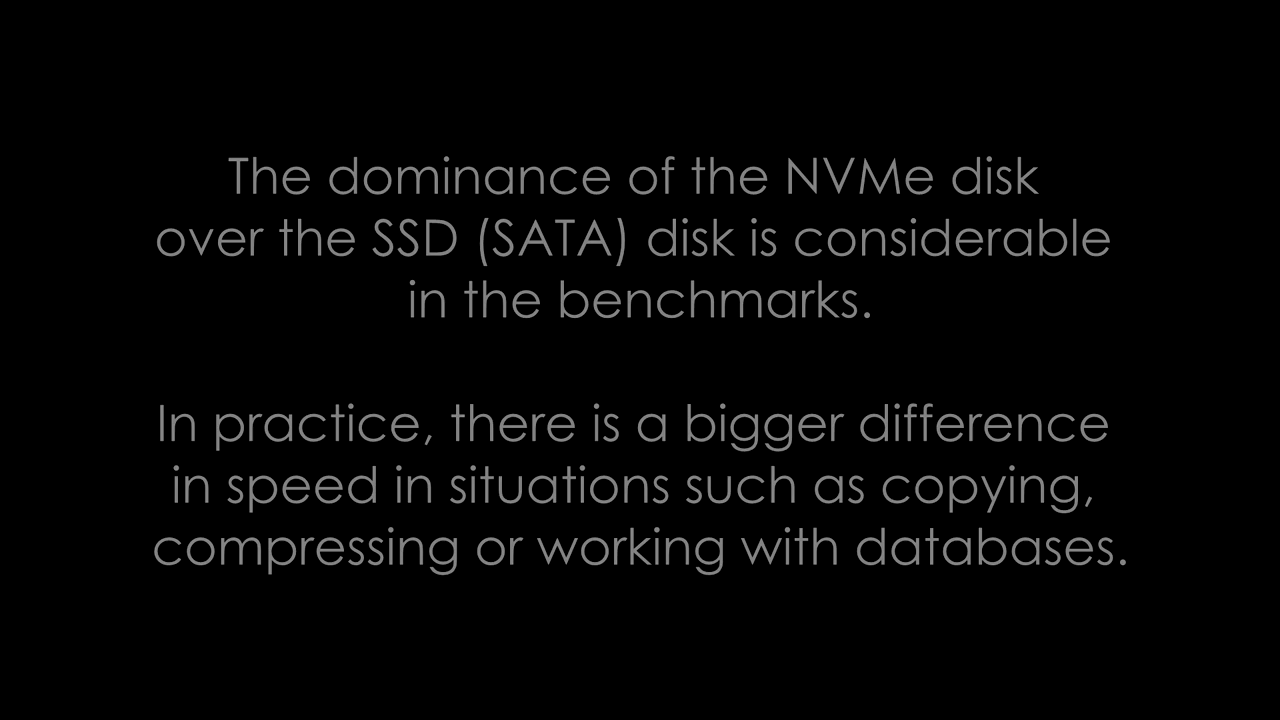 The dominance of the NVMe disk
over the SSD (SATA) disk is considerable
in the benchmarks.
In practice, there is a bigger difference
in speed in situations such as copying,
compressing or working with databases.